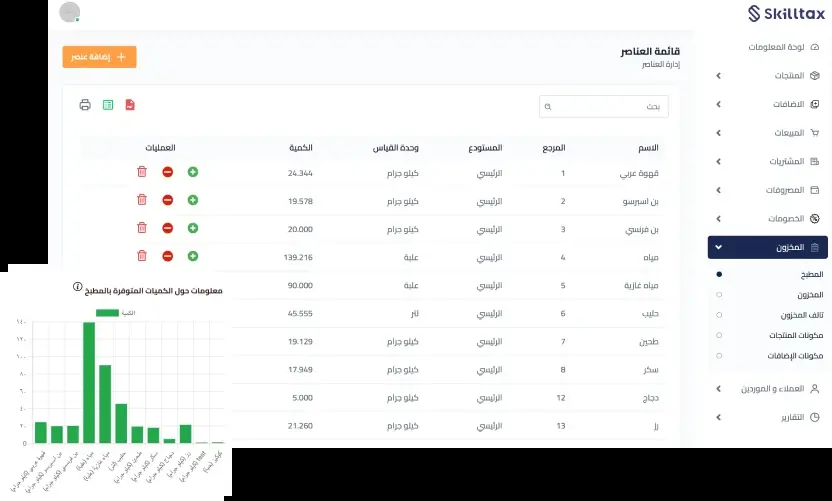 Skilltax
لوحة المعلومات
المنتجات
الاضافات
المبيعات
المشتريات
المصروفات
الخصومات
المخزون
المطبخ
المخزون
تالف المخزون
مكونات المنتجات
مكونات الإضافات
العملاء و الموردين
التقارير
قائمة العناصر
إدارة العناصر
إضافة عنصر
بحث
الاسم المرجع المستودع وحدة القياس الكمية العمليات
قهوة عربي 1 الرئيسي كيلو جرام 24.344
بن اسبرسو 2 الرئيسي كيلو جرام 19.578
بن فرنسي 3 الرئيسي كيلو جرام 20.000
مياه 4 الرئيسي علبة 139.216
مياه غازية 5 الرئيسي علبة 90.000
حليب 6 الرئيسي لتر 45.555
طحين 7 الرئيسي كيلو جرام 19.129
سكر 8 الرئيسي كيلو جرام 17.949
دجاج 12 الرئيسي كيلو جرام 5.000
رز 13 الرئيسي كيلو جرام 21.260
معلومات حول الكميات المتوفرة بالمطبخ
الكمية
١٤٠
١٢٠
١٠٠
٨٠
٦٠
٤٠
٢٠
0
قهوة عربي (كيلو جرام)
بن اسبرسو (كيلو جرام)
بن فرنسي (كيلو جرام)
مياه (علبة)
مياه غازية (علبة)
حليب (لتر)
طحين (كيلو جرام)
سكر (كيلو جرام)
دجاج (كيلو جرام)
رز (كيلو جرام)
test (كيلو جرام)